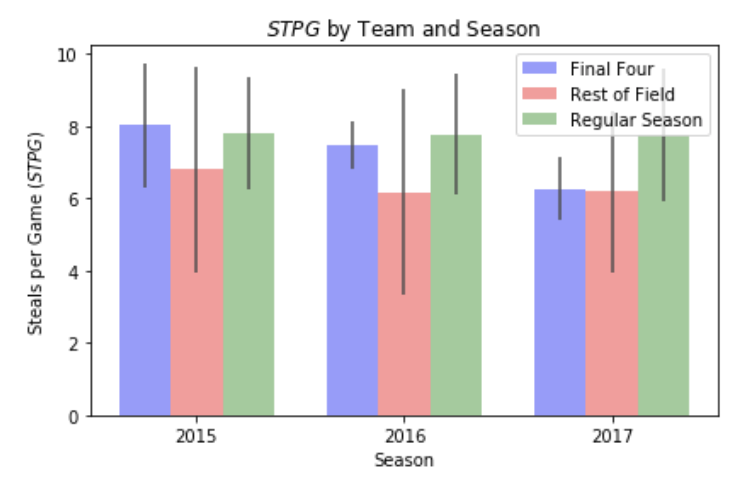 STPG by Team and Season
Final Four
Rest of Field
Regular Season
Steals per Game (STPG)
10
8
6
4
2
0
2015 2016 2017
Season